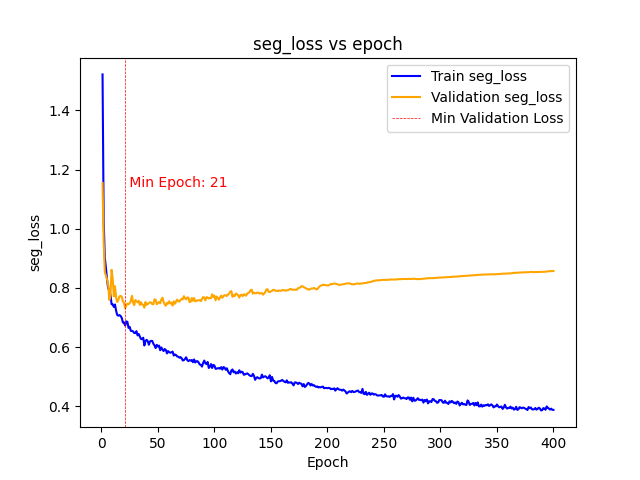 seg_loss vs epoch
Train seg_loss
Validation seg_loss
Min Validation Loss
Min Epoch: 21
seg_loss
1.4
1.2
1.0
0.8
0.6
0.4
0 50 100 150 200 250 300 350 400
Epoch